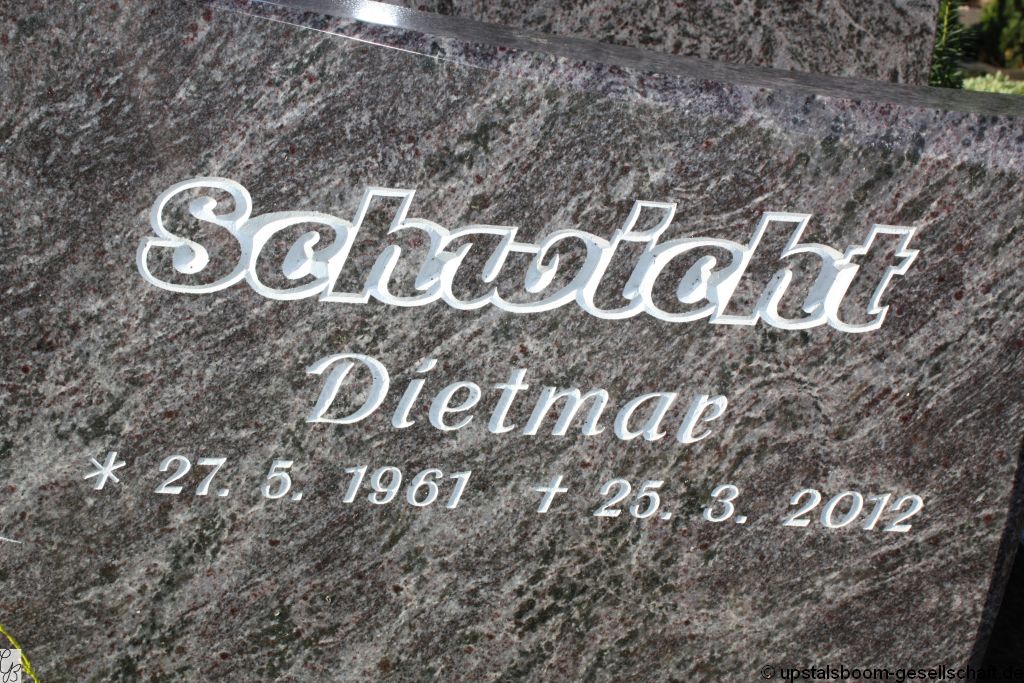 Schwicht
Dietmar
* 27. 5. 1961 † 25. 3. 2012
© upstalsboom-gesellschaft.de